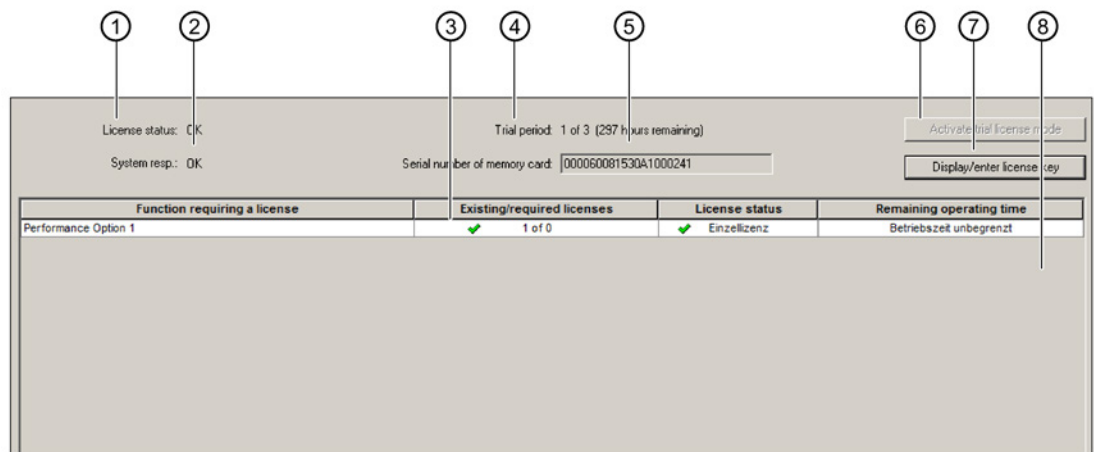 1 2 3 4 5 6 7 8
License status: OK
Trial period: 1 of 3 (297 hours remaining)
Activate trial license mode
System resp.: OK
Serial number of memory card: 000060081530A1000241
Display/enter license key
Function requiring a license Existing/required licenses License status Remaining operating time
Performance Option 1 1 of 0 Einzellizenz Betriebszeit unbegrenzt